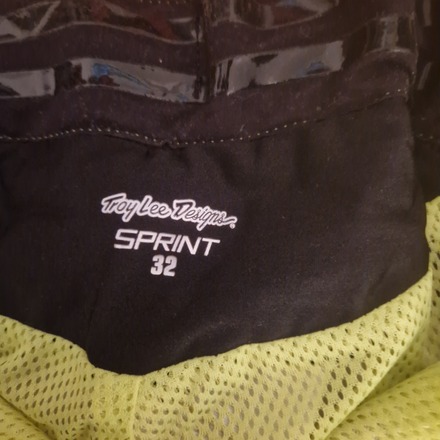 Troy Lee Designs
SPRINT
32